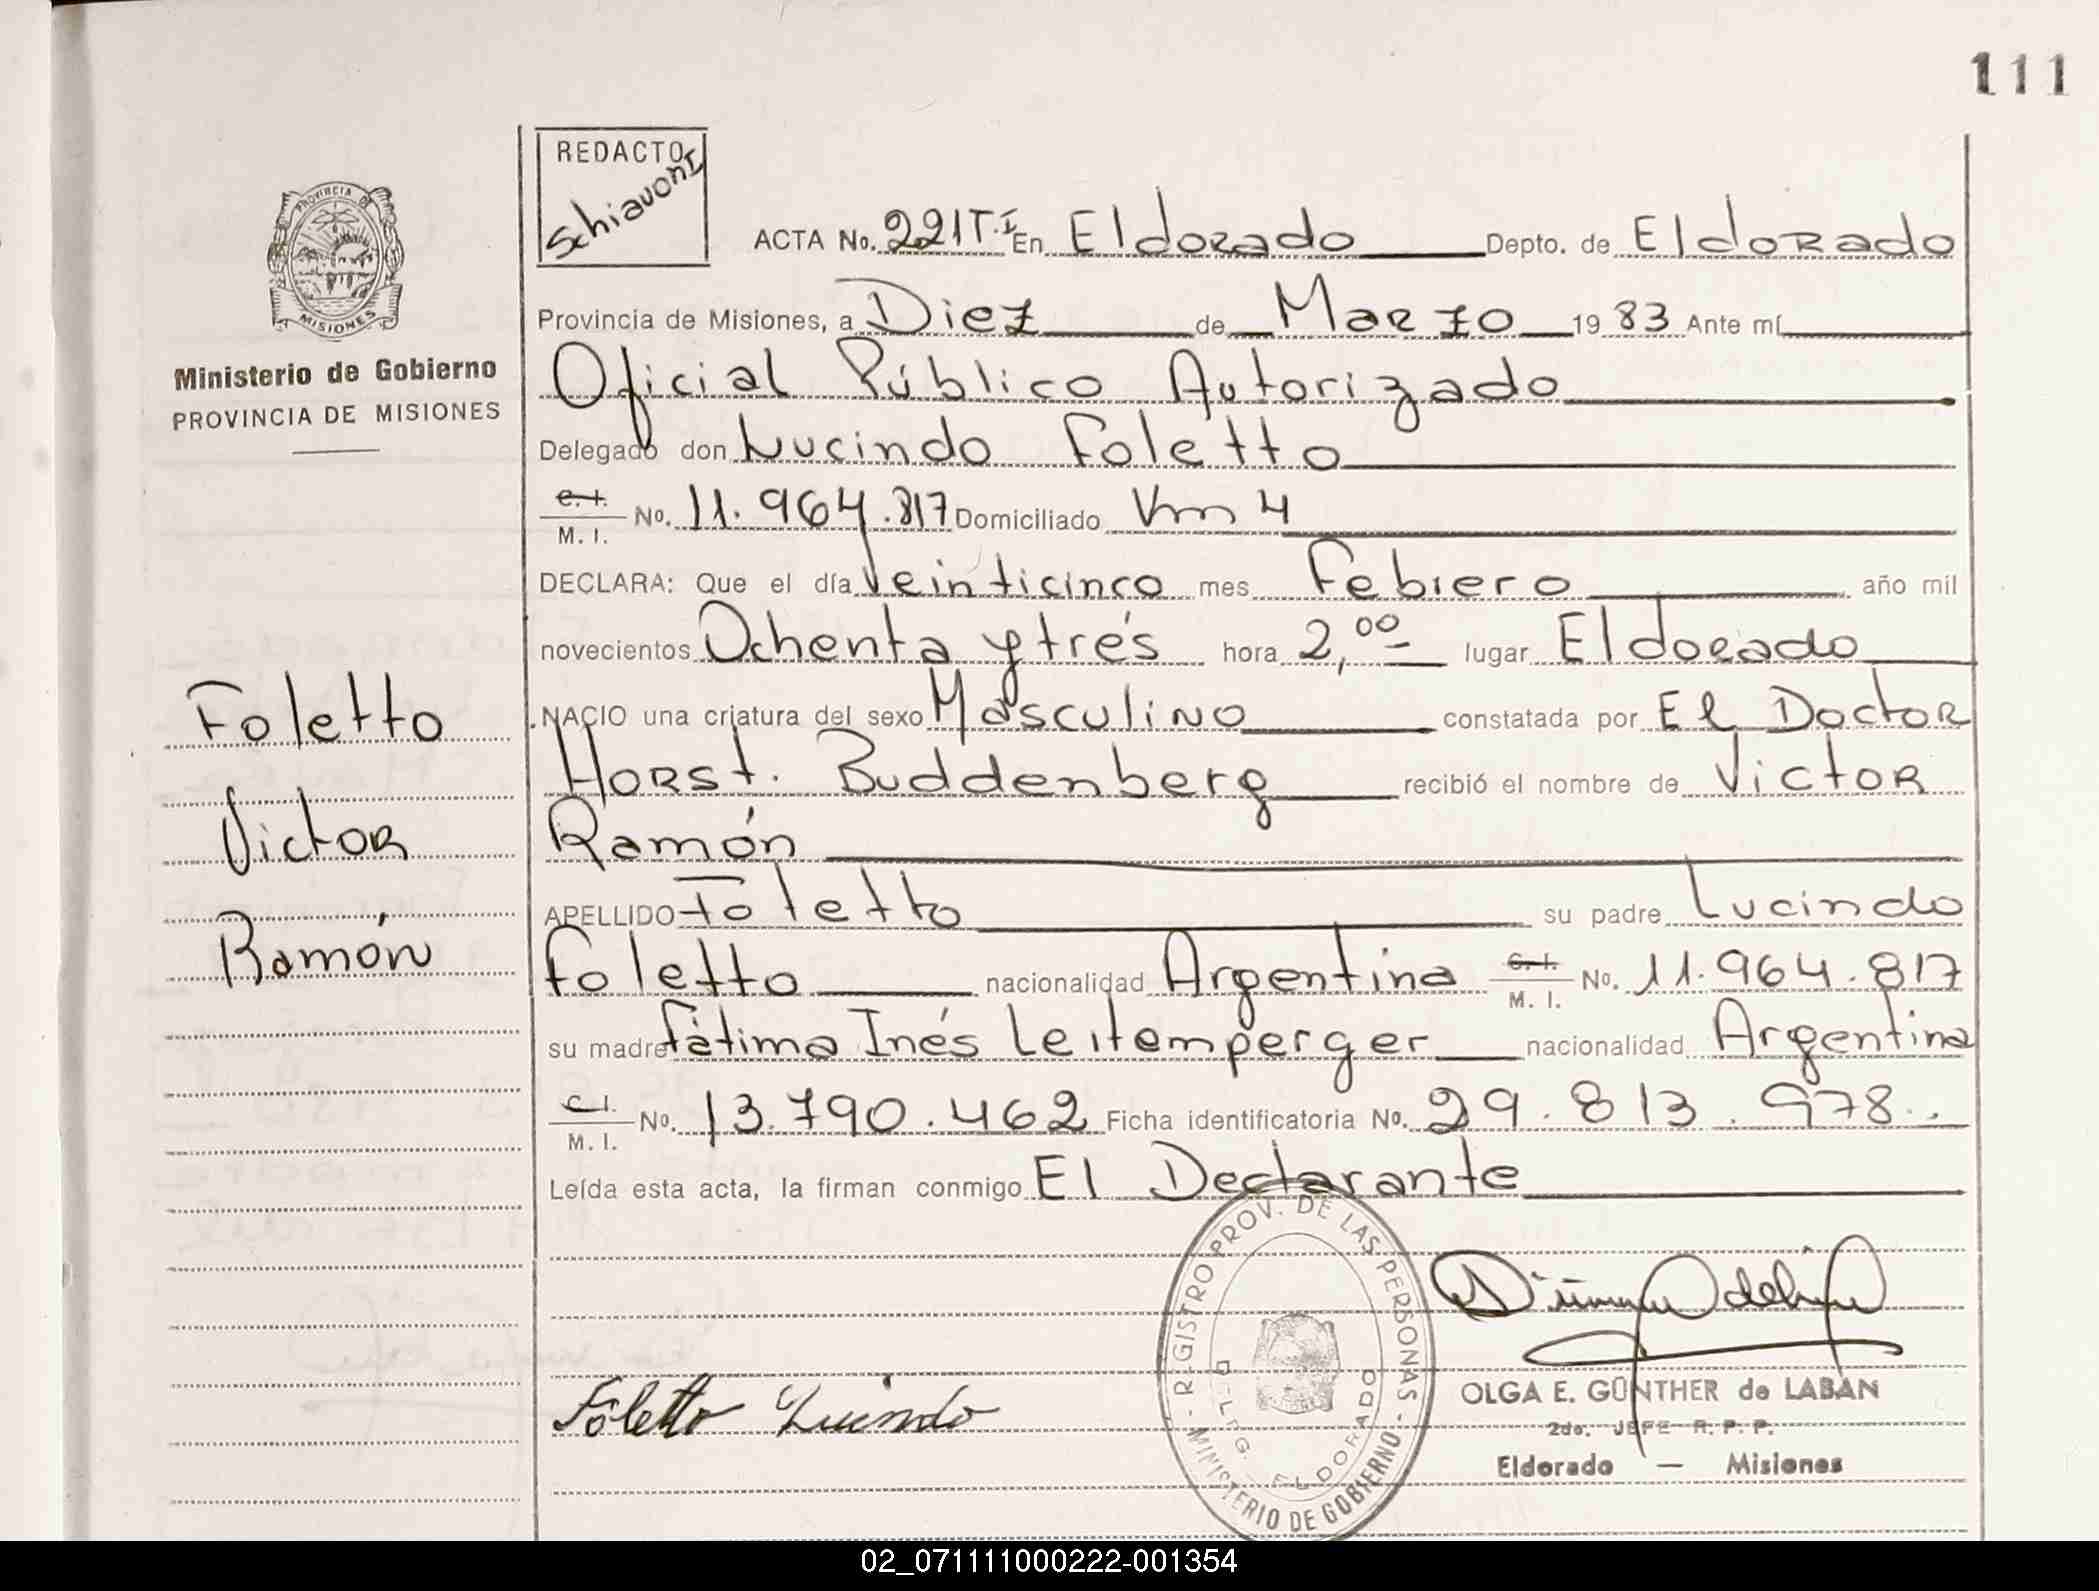 111
REDACTO
Schiavoni
PROVINCIA DE
MISIONES
Ministerio de Gobierno
PROVINCIA DE MISIONES
ACTA No. 221 T.I En Eldorado Depto. de Eldorado
Provincia de Misiones, a Diez de Marzo 1983 Ante mí
Oficial Público Autorizado
Delegado don Lucindo Foletto
C. I. M. I. No. 11.964.817 Domiciliado Km 4
DECLARA: Que el día Veinticinco mes Febrero año mil
novecientos Ochenta y trés hora 2,00 lugar Eldorado
NACIO una criatura del sexo Masculino constatada por El Doctor
Horst. Buddenberg recibió el nombre de Victor
Ramón
APELLIDO Foletto su padre Lucindo
Foletto nacionalidad Argentina C. I. M. I. No. 11.964.817
su madre Fátima Inés Leitemperger nacionalidad Argentina
C. I. M. I. No. 13.790.462 Ficha identificatoria No. 29.813.978.
Leída esta acta, la firman conmigo El Declarante
Foletto
Victor
Ramón
Foletto Lucindo
REGISTRO PROV. DE LAS PERSONAS - MINISTERIO DE GOBIERNO -
DELEG. ELDORADO
OLGA E. GÜNTHER de LABAN
2do. JEFE R. P. P.
Eldorado — Misiones
02_071111000222-001354